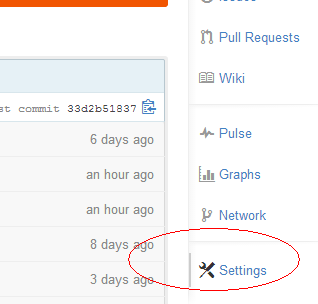 Issues
Pull Requests
Wiki
st commit 33d2b51837
6 days ago
Pulse
an hour ago
Graphs
an hour ago
Network
8 days ago
Settings
3 days ago